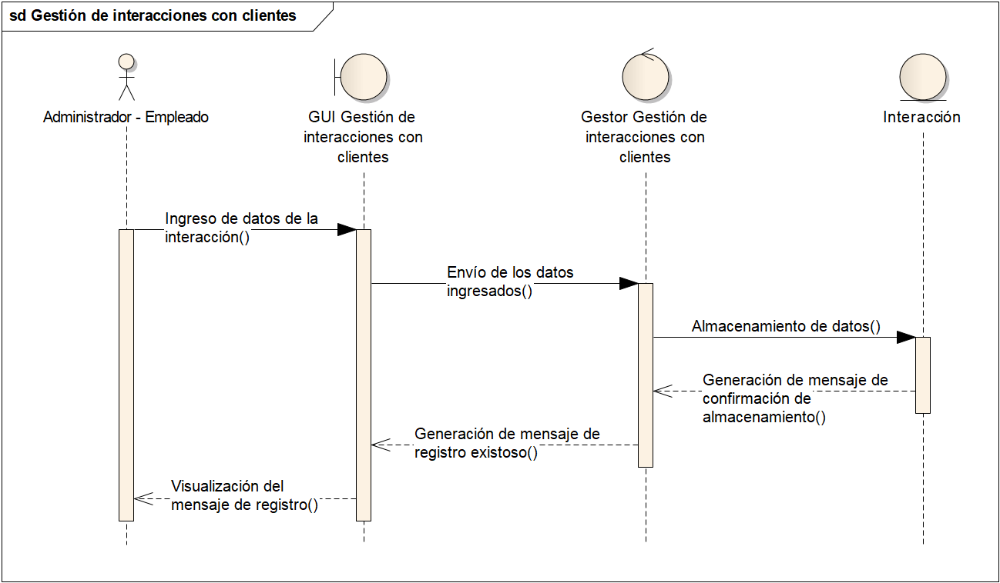 sd Gestión de interacciones con clientes
Administrador - Empleado
GUI Gestión de
interacciones con
clientes
Gestor Gestión de
interacciones con
clientes
Interacción
Ingreso de datos de la
interacción()
Envío de los datos
ingresados()
Almacenamiento de datos()
Generación de mensaje de
confirmación de
almacenamiento()
Generación de mensaje de
registro existoso()
Visualización del
mensaje de registro()